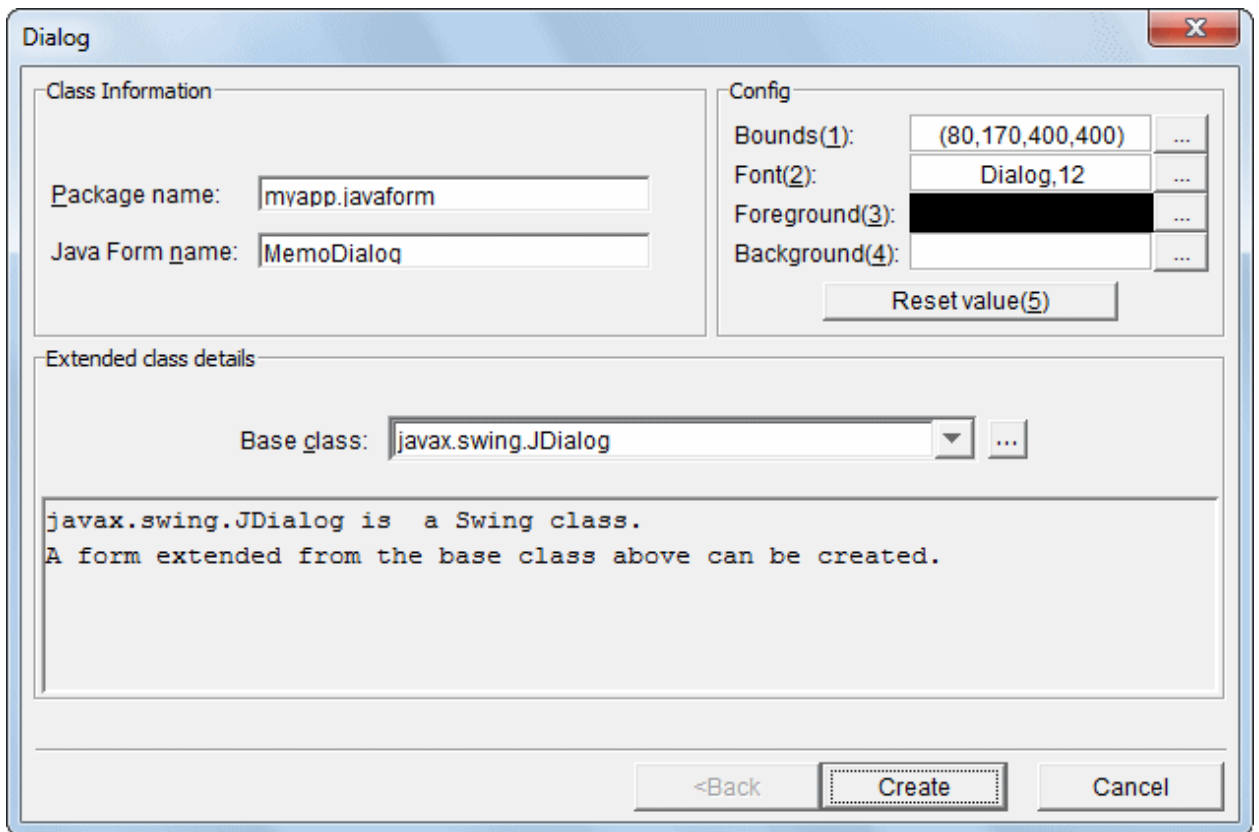 Dialog
x
Class Information
Package name: myapp.javaform
Java Form name: MemoDialog
Config
Bounds(1): (80,170,400,400) ...
Font(2): Dialog,12 ...
Foreground(3): ...
Background(4): ...
Reset value(5)
Extended class details
Base class: javax.swing.JDialog ...
javax.swing.JDialog is  a Swing class.
A form extended from the base class above can be created.
<Back Create Cancel